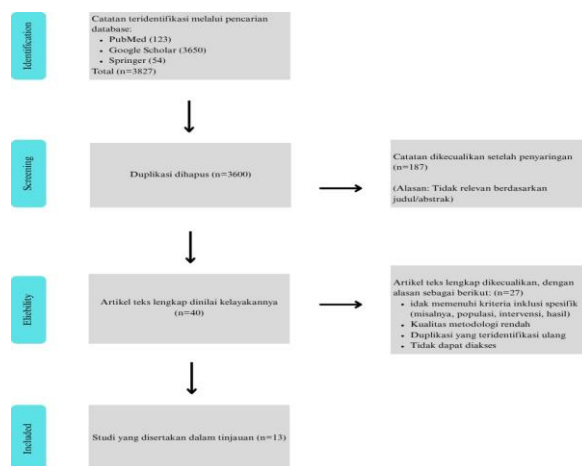 Identification
Catatan teridentifikasi melalui pencarian
database:
• PubMed (123)
• Google Scholar (3650)
• Springer (54)
Total (n=3827)
Screening
Duplikasi dihapus (n=3600)
Catatan dikecualikan setelah penyaringan
(n=187)
(Alasan: Tidak relevan berdasarkan
judul/abstrak)
Eliebility
Artikel teks lengkap dinilai kelayakannya
(n=40)
Artikel teks lengkap dikecualikan, dengan
alasan sebagai berikut: (n=27)
• idak memenuhi kriteria inklusi spesifik
(misalnya, populasi, intervensi, hasil)
• Kualitas metodologi rendah
• Duplikasi yang teridentifikasi ulang
• Tidak dapat diakses
Included
Studi yang disertakan dalam tinjauan (n=13)